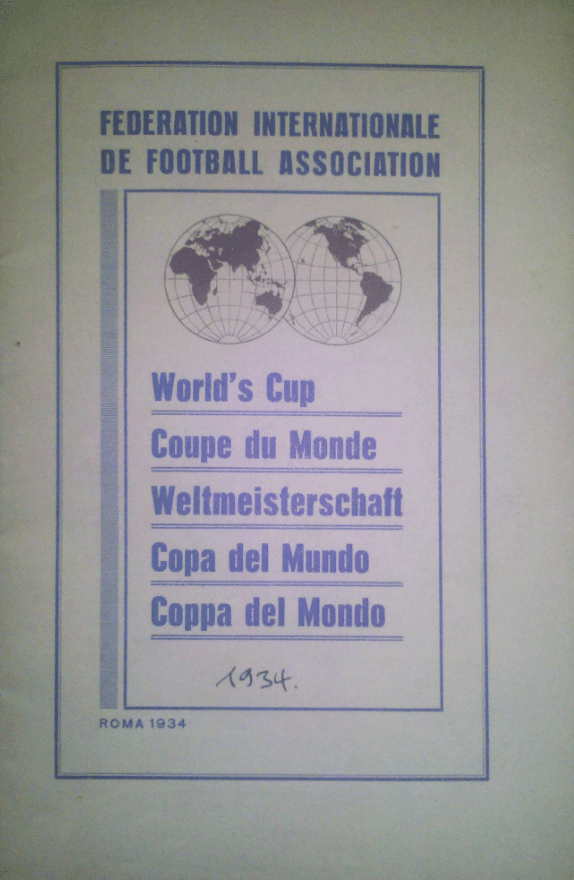 FEDERATION INTERNATIONALE
DE FOOTBALL ASSOCIATION
World's Cup
Coupe du Monde
Weltmeisterschaft
Copa del Mundo
Coppa del Mondo
1934.
ROMA 1934